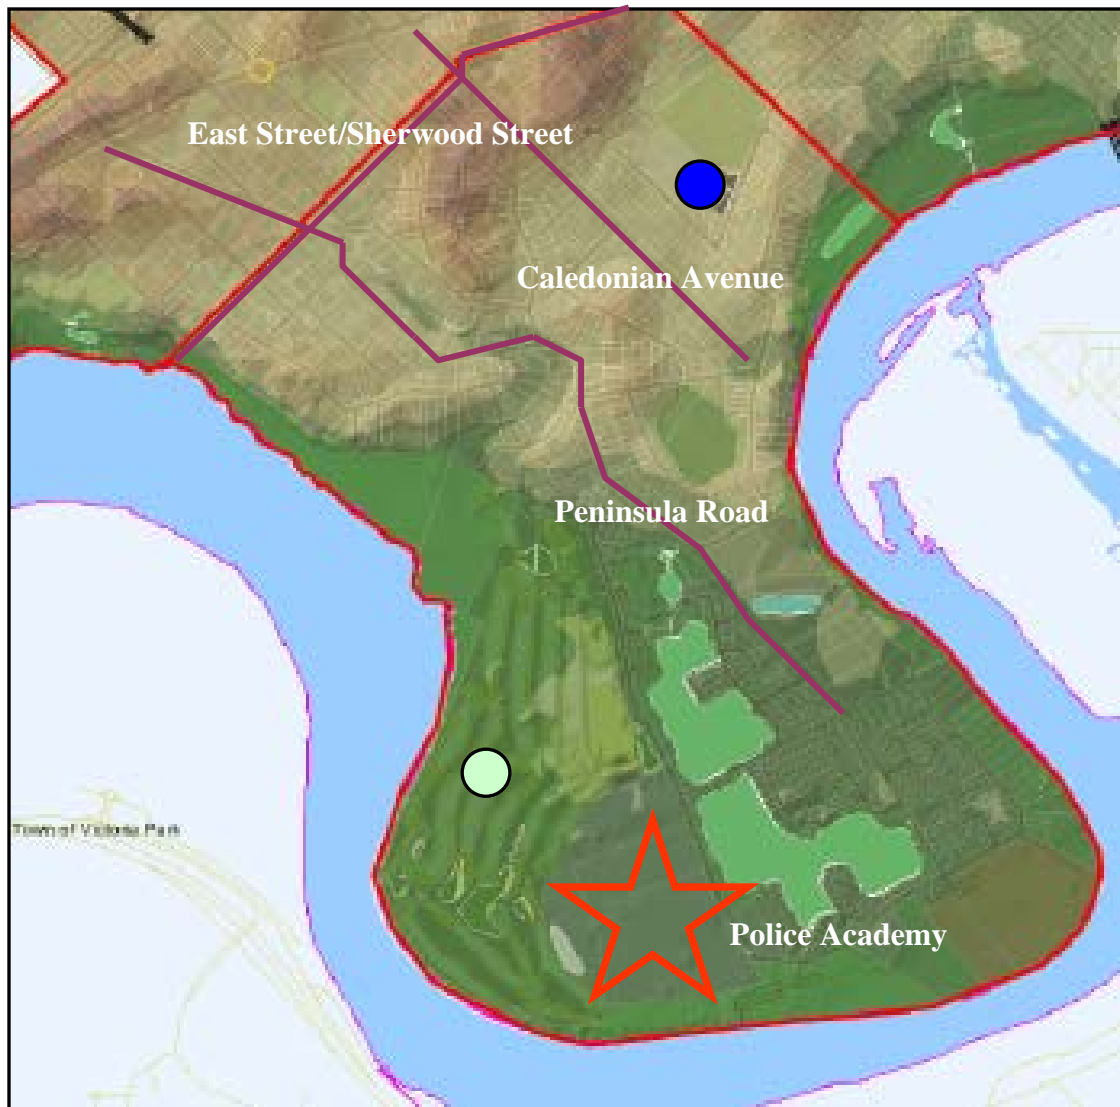 East Street/Sherwood Street
Caledonian Avenue
Peninsula Road
Town of Victoria Park
Police Academy